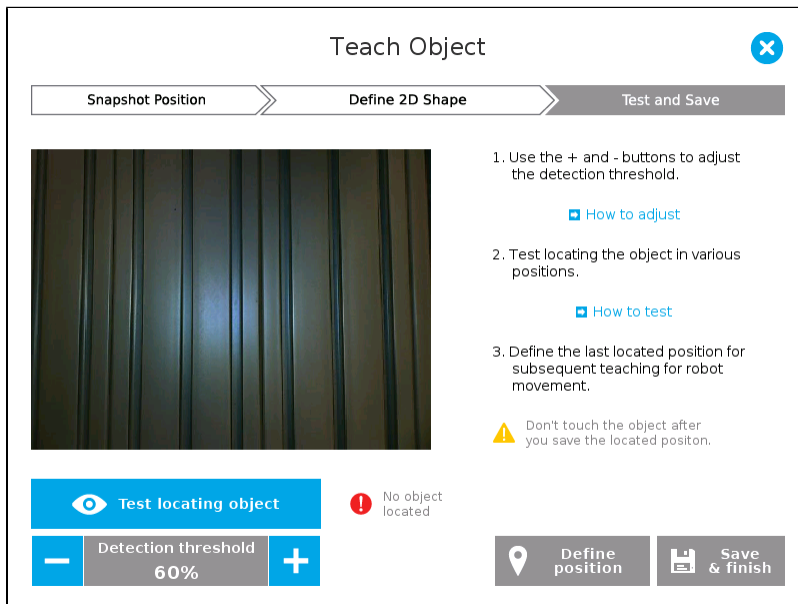 Teach Object
Snapshot Position
Define 2D Shape
Test and Save
1. Use the + and - buttons to adjust
the detection threshold.
How to adjust
2. Test locating the object in various
positions.
How to test
3. Define the last located position for
subsequent teaching for robot
movement.
Don't touch the object after
you save the located positon.
Test locating object
No object
located
Detection threshold
60%
Define
position
Save
& finish